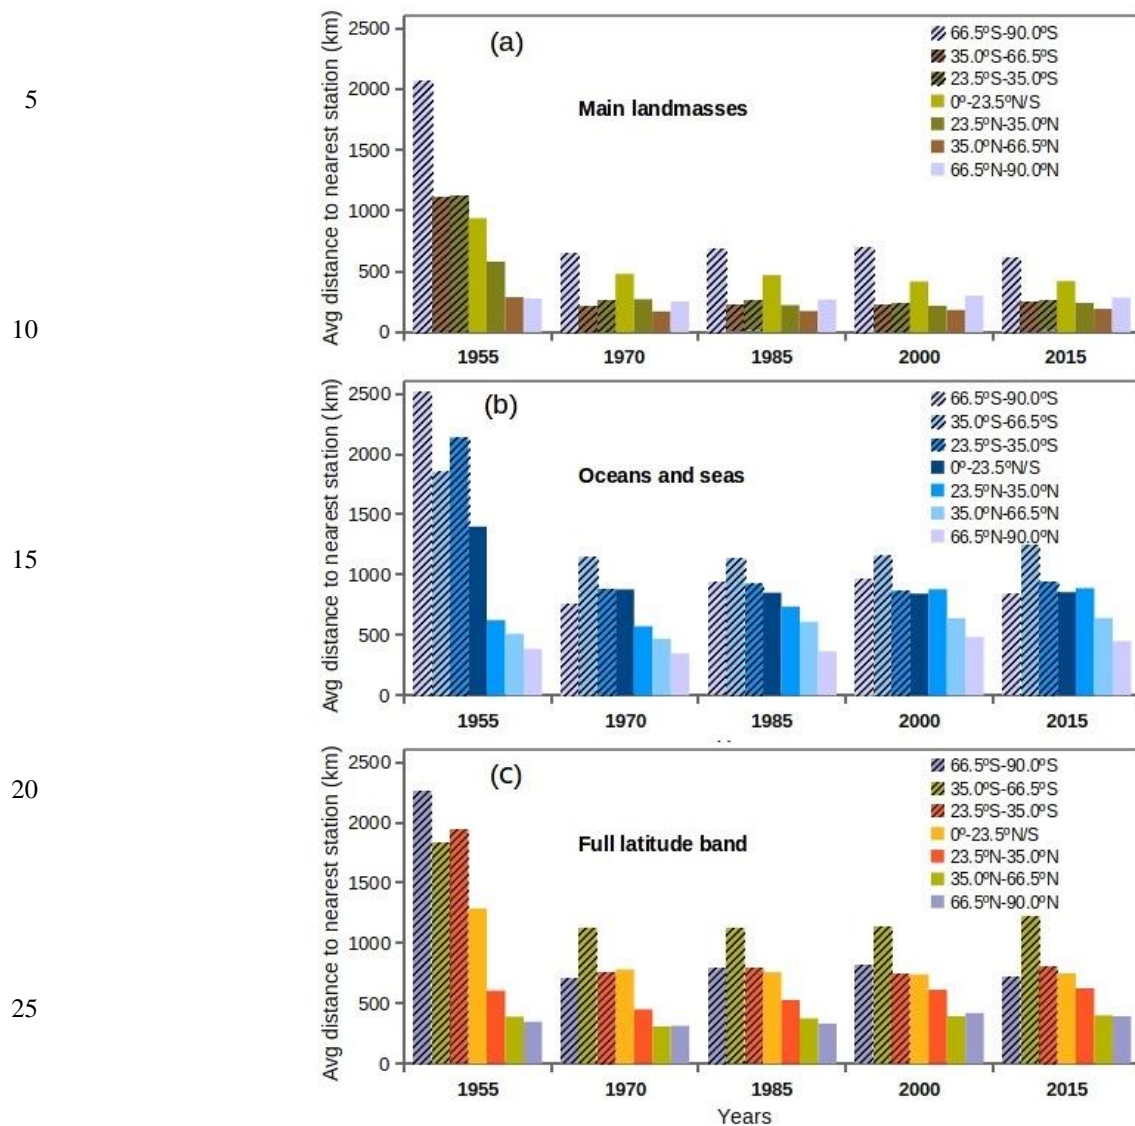 5
10
15
20
25
Avg distance to nearest station (km)
2500
2000
1500
1000
500
0
(a)
Main landmasses
66.5ºS-90.0ºS
35.0ºS-66.5ºS
23.5ºS-35.0ºS
0º-23.5ºN/S
23.5ºN-35.0ºN
35.0ºN-66.5ºN
66.5ºN-90.0ºN
1955 1970 1985 2000 2015
Avg distance to nearest station (km)
2500
2000
1500
1000
500
0
(b)
Oceans and seas
66.5ºS-90.0ºS
35.0ºS-66.5ºS
23.5ºS-35.0ºS
0º-23.5ºN/S
23.5ºN-35.0ºN
35.0ºN-66.5ºN
66.5ºN-90.0ºN
1955 1970 1985 2000 2015
Avg distance to nearest station (km)
2500
2000
1500
1000
500
0
(c)
Full latitude band
66.5ºS-90.0ºS
35.0ºS-66.5ºS
23.5ºS-35.0ºS
0º-23.5ºN/S
23.5ºN-35.0ºN
35.0ºN-66.5ºN
66.5ºN-90.0ºN
1955 1970 1985 2000 2015
Years